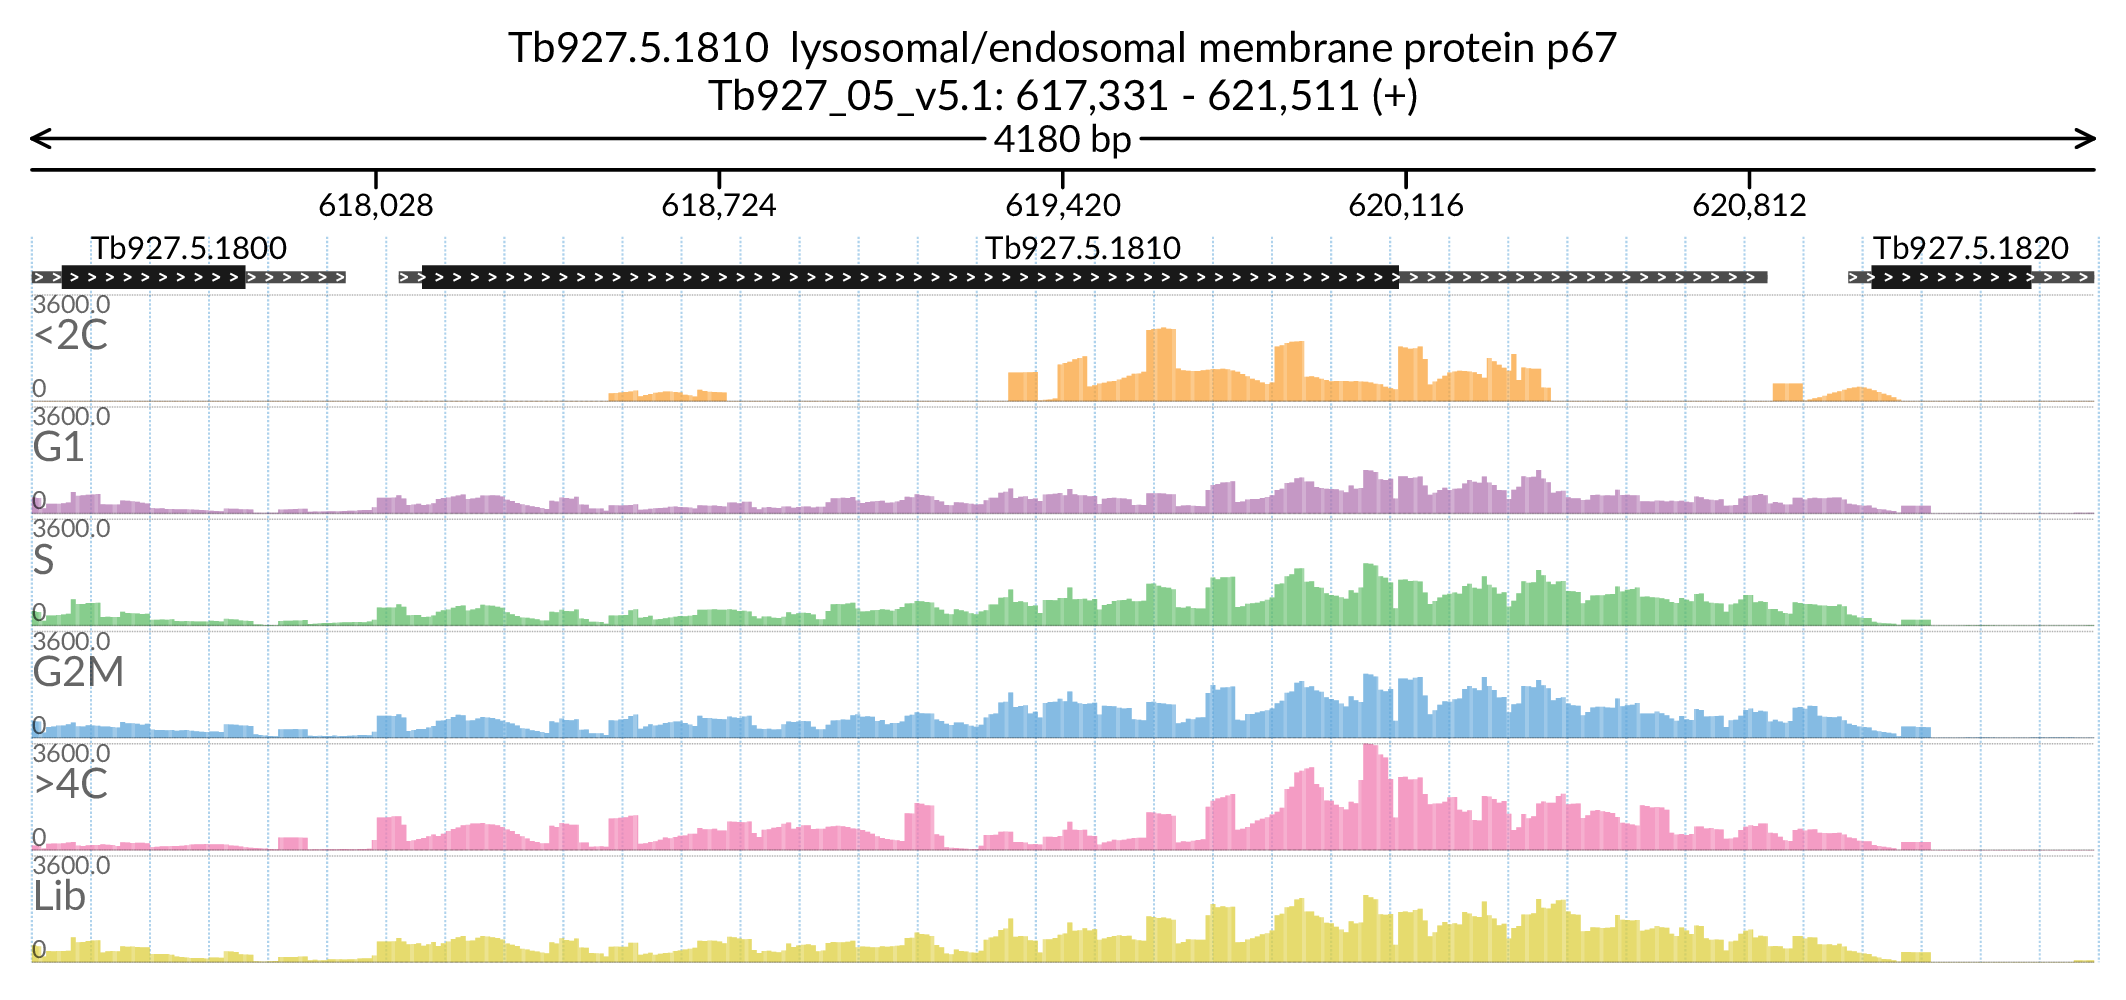 Tb927.5.1810  lysosomal/endosomal membrane protein p67
Tb927_05_v5.1: 617,331 - 621,511 (+)
4180 bp
618,028 618,724 619,420 620,116 620,812
Tb927.5.1800 Tb927.5.1810 Tb927.5.1820
3600.0
<2C
0
3600.0
G1
0
3600.0
S
0
3600.0
G2M
0
3600.0
>4C
0
3600.0
Lib
0